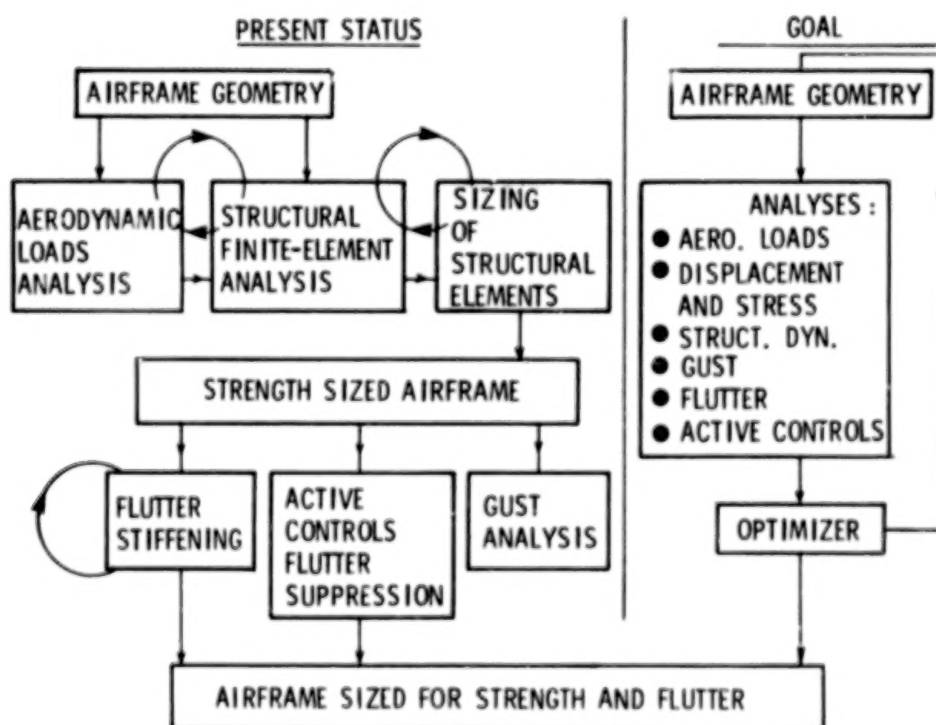 PRESENT STATUS
AIRFRAME GEOMETRY
AERODYNAMIC
LOADS
ANALYSIS
STRUCTURAL
FINITE-ELEMENT
ANALYSIS
SIZING
OF
STRUCTURAL
ELEMENTS
STRENGTH SIZED AIRFRAME
FLUTTER
STIFFENING
ACTIVE
CONTROLS
FLUTTER
SUPPRESSION
GUST
ANALYSIS
GOAL
AIRFRAME GEOMETRY
ANALYSES :
● AERO. LOADS
● DISPLACEMENT
AND STRESS
● STRUCT. DYN.
● GUST
● FLUTTER
● ACTIVE CONTROLS
OPTIMIZER
AIRFRAME SIZED FOR STRENGTH AND FLUTTER